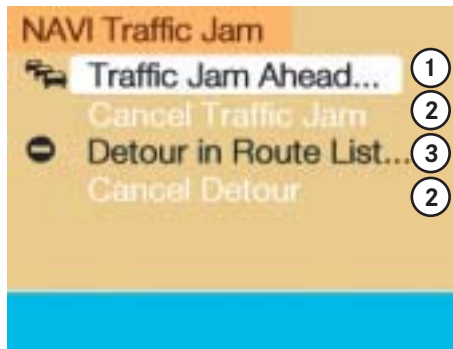 NAVI Traffic Jam
Traffic Jam Ahead... 1
Cancel Traffic Jam 2
Detour in Route List... 3
Cancel Detour 2